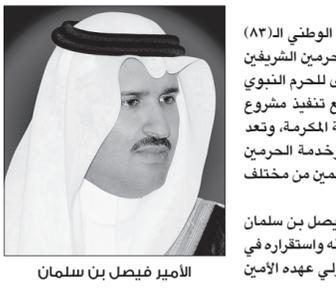 الوطني الـ(٨٣)
حرمين الشريفين
ى للحرم النبوي
ع تنفيذ مشروع
ة المكرمة، وتعد
خدمة الحرمين
مين من مختلف
يصل بن سلمان
ه واستقراره في
لي عهده الأمين
الأمير فيصل بن سلمان